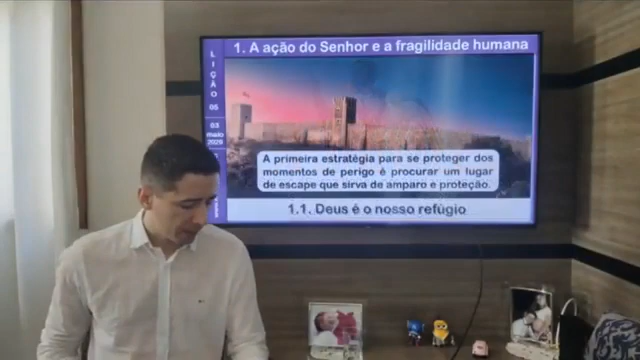 1. A ação do Senhor e a fragilidade humana
LIÇÃO
05
03
maio
A primeira estratégia para se proteger dos
momentos de perigo é procurar um lugar
de escape que sirva de amparo e proteção.
1.1. Deus é o nosso refúgio